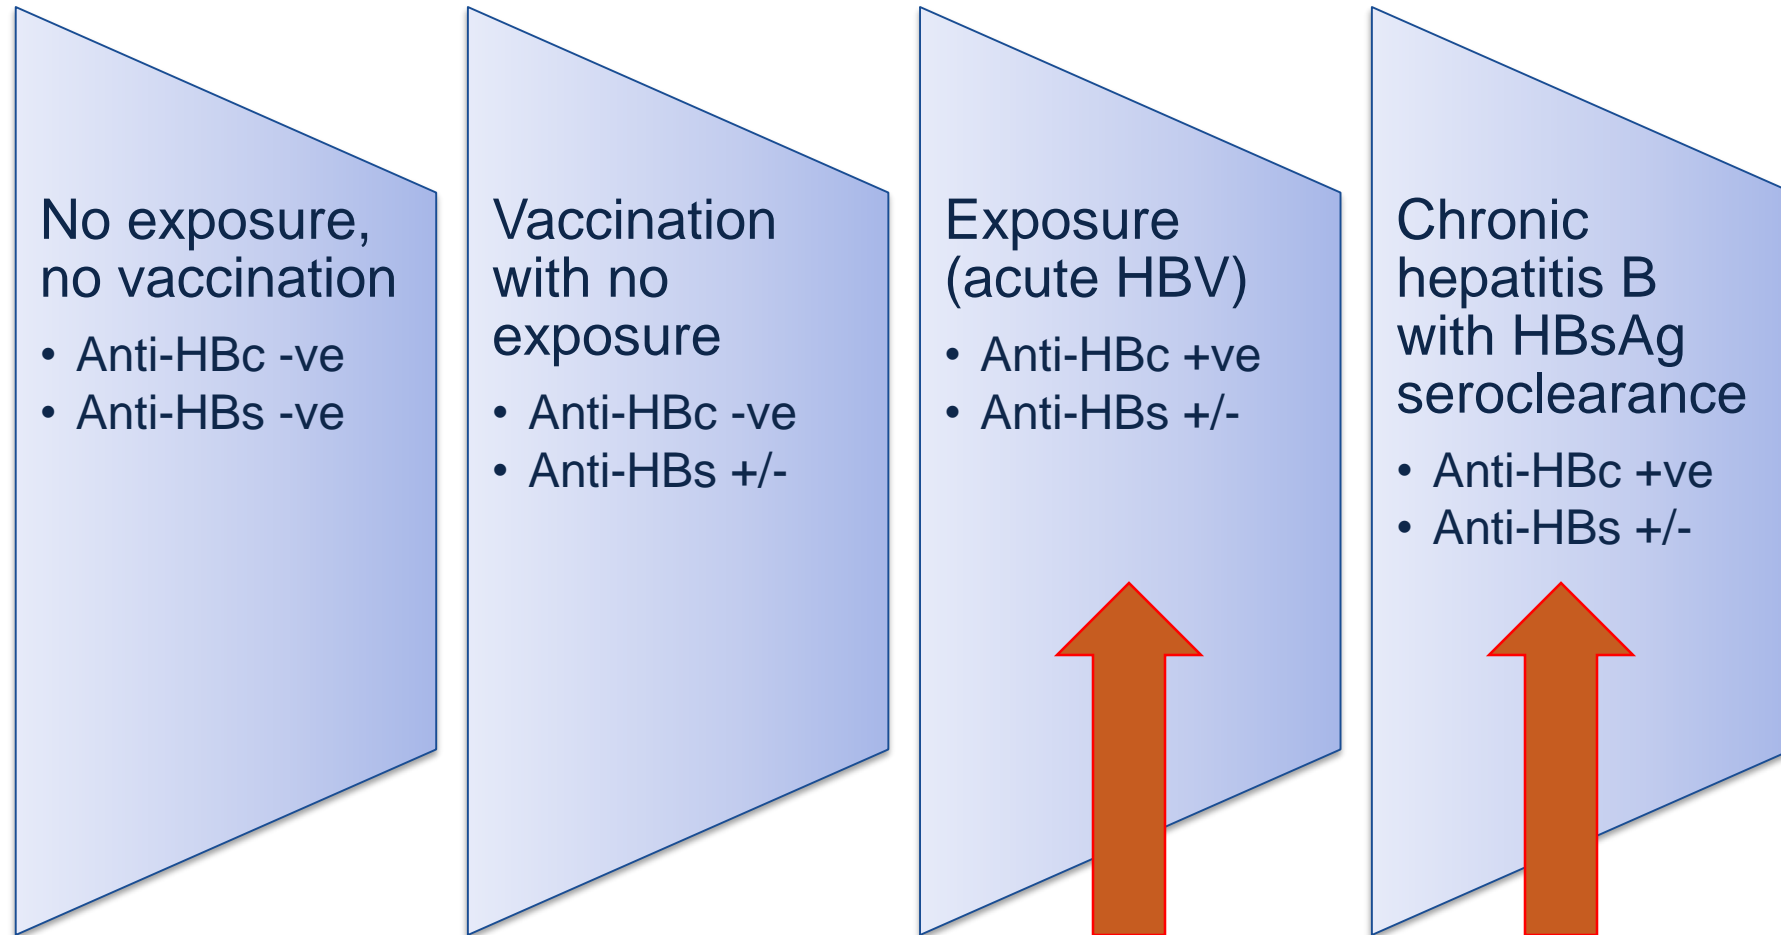 No exposure,
no vaccination
• Anti-HBc -ve
• Anti-HBs -ve
Vaccination
with no
exposure
• Anti-HBc -ve
• Anti-HBs +/-
Exposure
(acute HBV)
• Anti-HBc +ve
• Anti-HBs +/-
Chronic
hepatitis B
with HBsAg
seroclearance
• Anti-HBc +ve
• Anti-HBs +/-